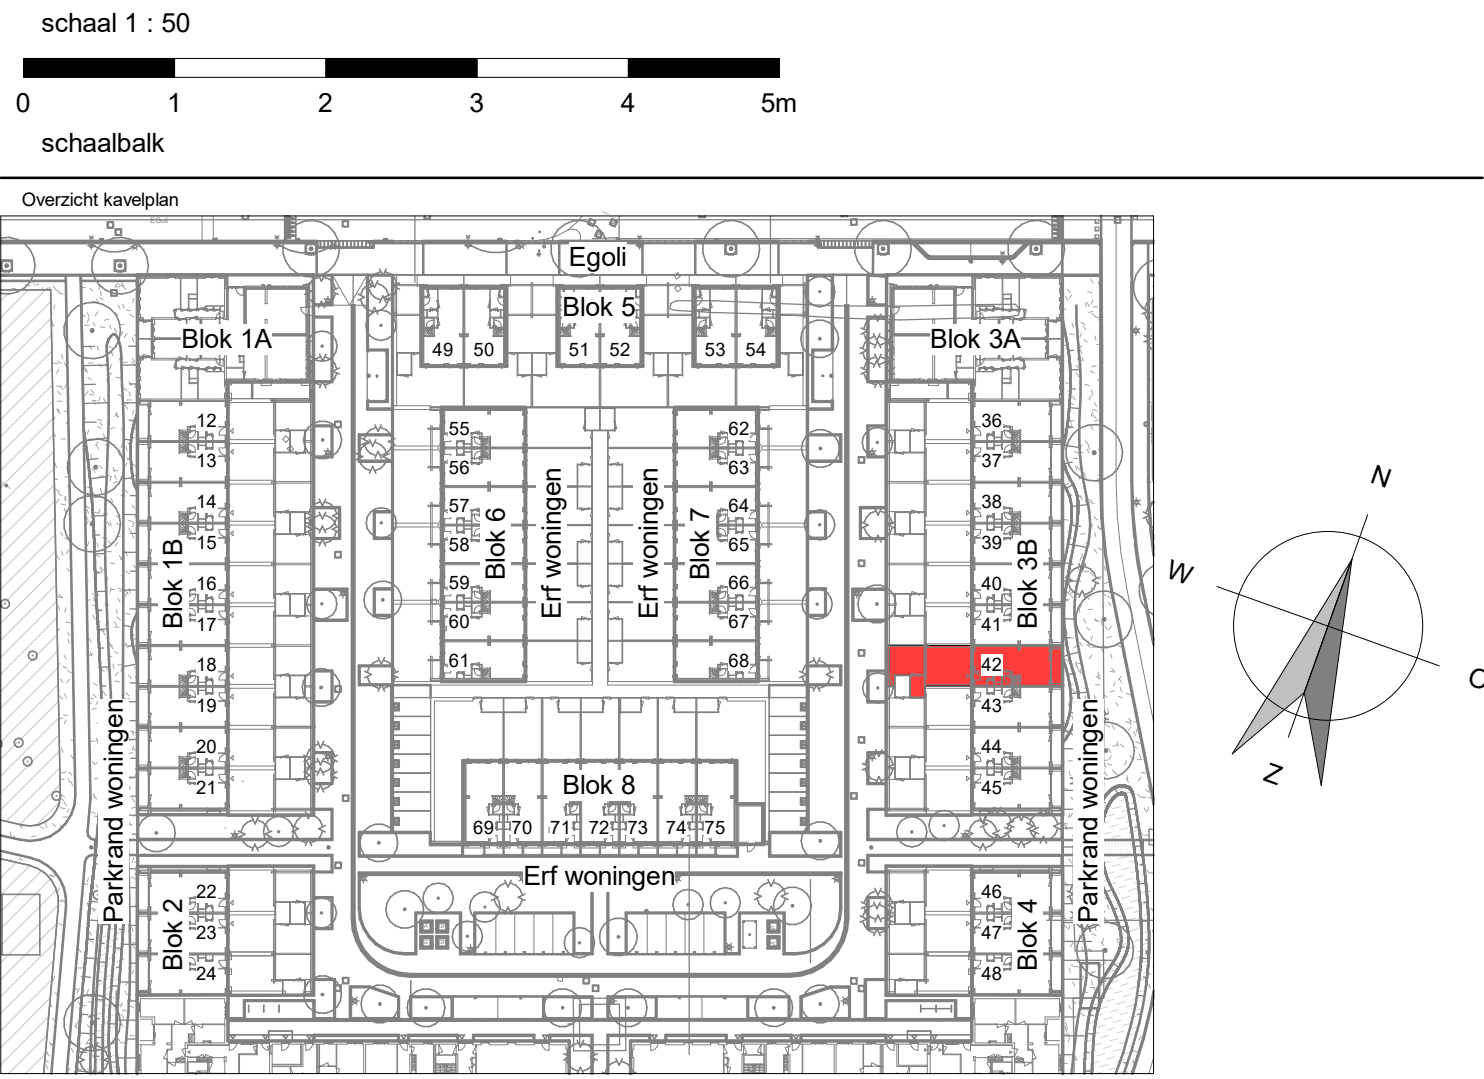 schaal 1 : 50
0 1 2 3 4 5m
schaalbalk
Overzicht kavelplan
Egoli
Blok 5
Blok 1A
49 50 51 52 53 54
Blok 3A
12
13
14
15
16
17
18
19
20
21
Blok 1B
Parkrand woningen
22
23
24
Blok 2
55
56
57
58
59
60
61
Blok 6
Erf woningen
Erf woningen
Blok 7
62
63
64
65
66
67
68
Blok 8
69 70 71 72 73 74 75
Erf woningen
36
37
38
39
40
41
42
43
44
45
Blok 3B
Parkrand woningen
46
47
48
Blok 4
N
W
O
Z